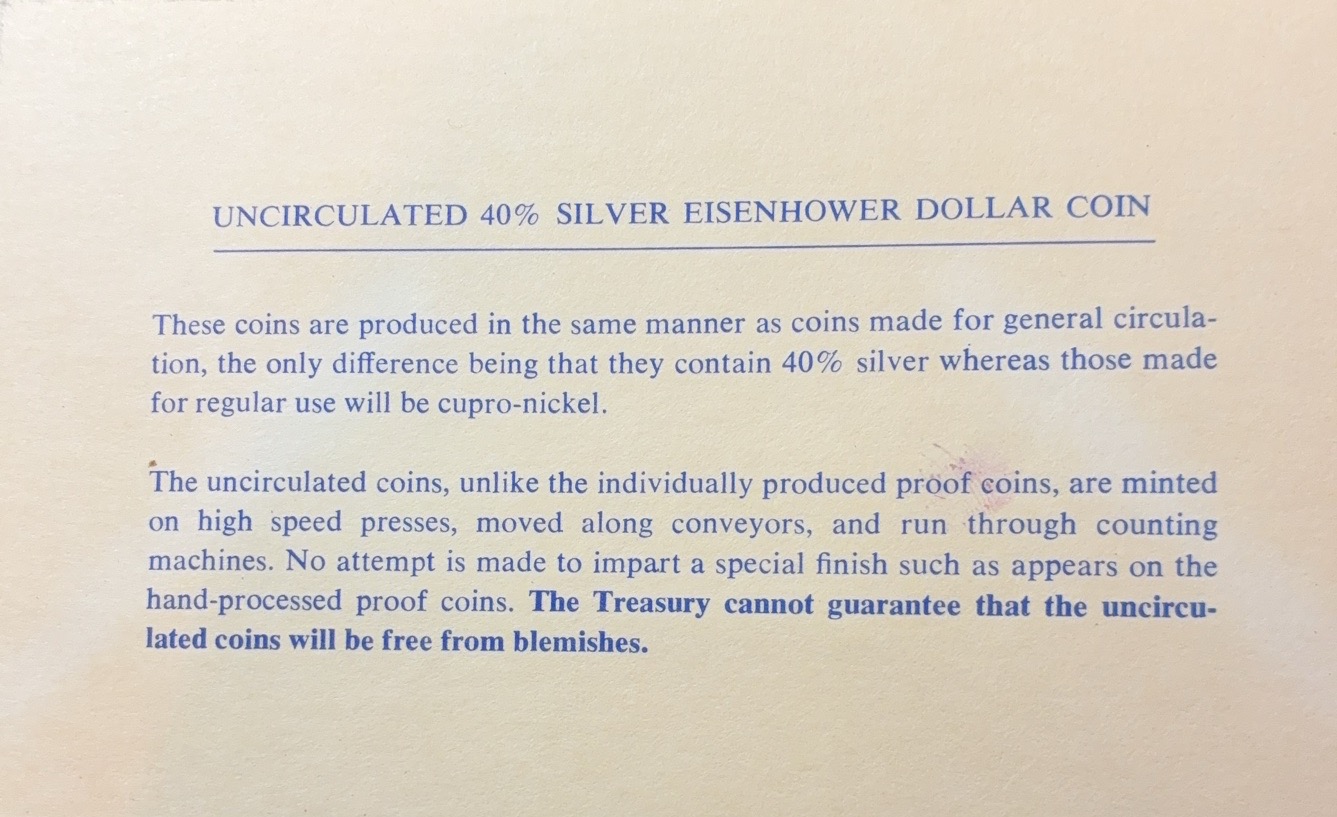 UNCIRCULATED 40% SILVER EISENHOWER DOLLAR COIN
These coins are produced in the same manner as coins made for general circula-
tion, the only difference being that they contain 40% silver whereas those made
for regular use will be cupro-nickel.
The uncirculated coins, unlike the individually produced proof coins, are minted
on high speed presses, moved along conveyors, and run through counting
machines. No attempt is made to impart a special finish such as appears on the
hand-processed proof coins. The Treasury cannot guarantee that the uncircu-
lated coins will be free from blemishes.